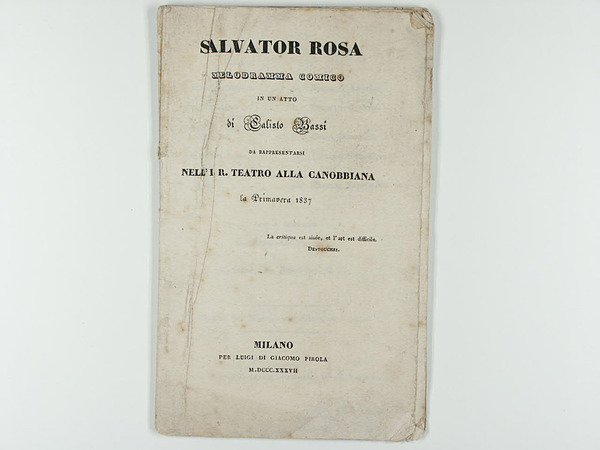 SALVATOR ROSA
MELODRAMMA COMICO
IN UN ATTO
di Calisto Bassi
DA RAPPRESENTARSI
NELL' I. R. TEATRO ALLA CANOBBIANA
la Primavera 1837
La critique est aisée, et l'art est difficile.
DESTOUCHES.
MILANO
PER LUIGI DI GIACOMO PIROLA
M.DCCC.XXXVII